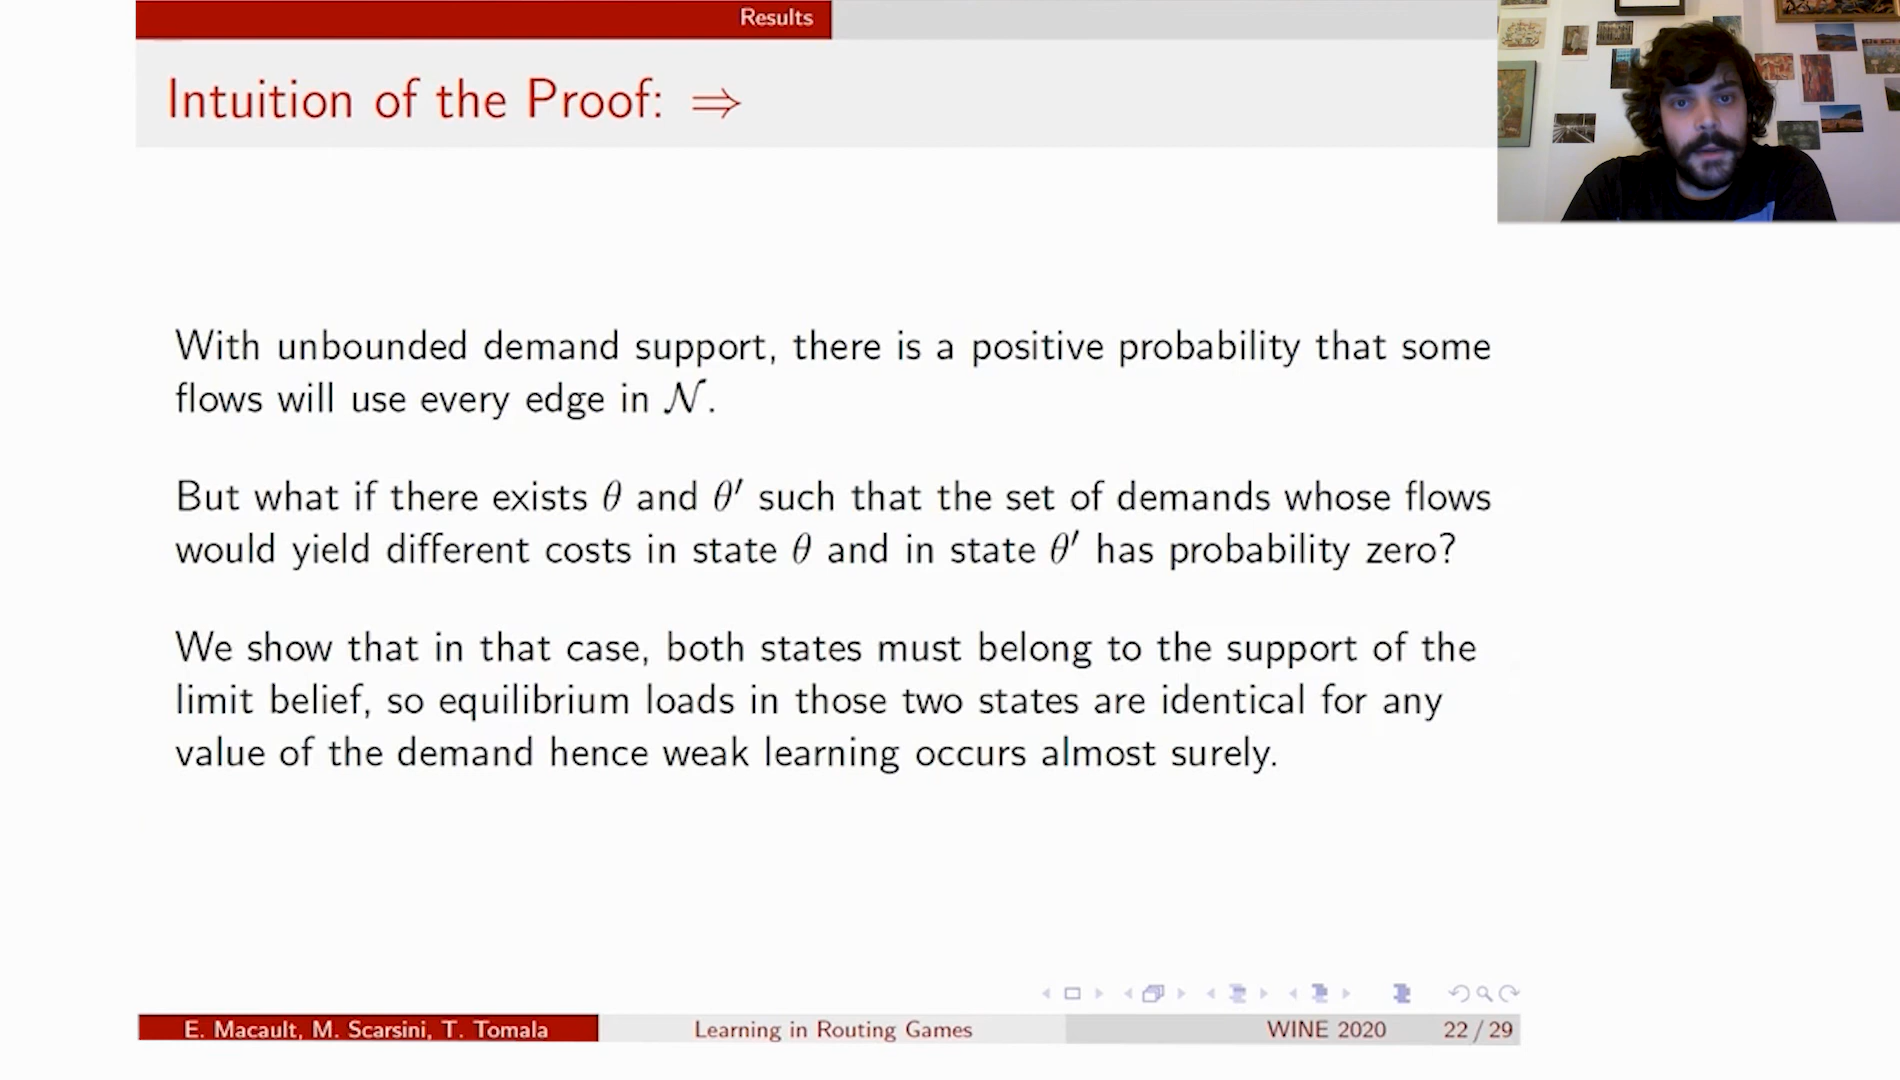 Results
Intuition of the Proof: ⇒
With unbounded demand support, there is a positive probability that some
flows will use every edge in 𝒩.
But what if there exists θ and θ′ such that the set of demands whose flows
would yield different costs in state θ and in state θ′ has probability zero?
We show that in that case, both states must belong to the support of the
limit belief, so equilibrium loads in those two states are identical for any
value of the demand hence weak learning occurs almost surely.
E. Macault, M. Scarsini, T. Tomala
Learning in Routing Games
WINE 2020
22 / 29